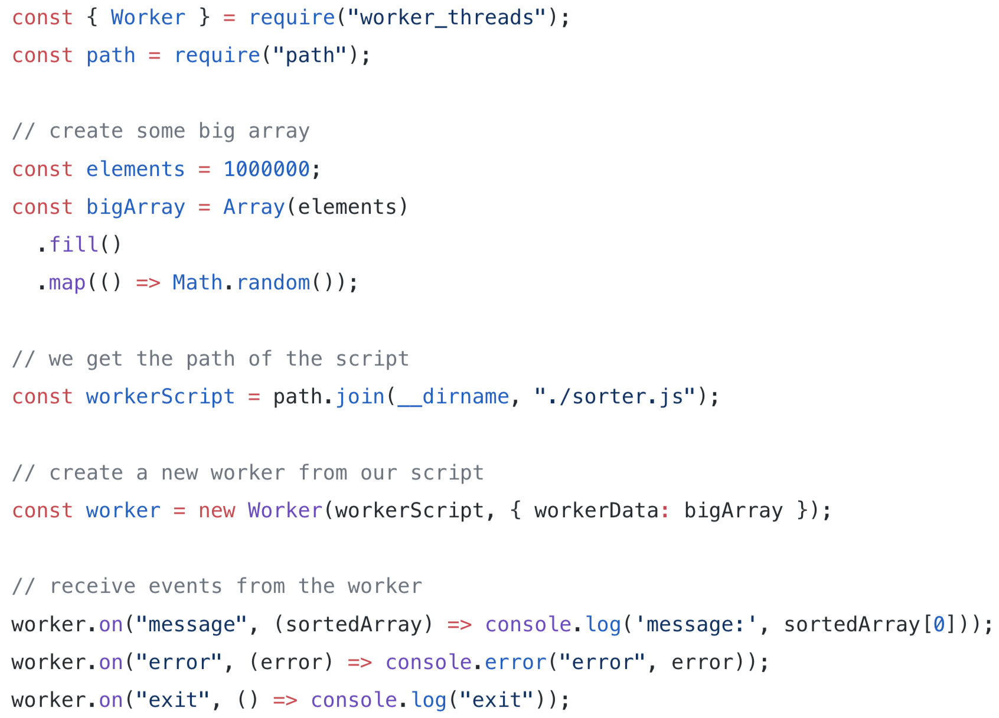 const { Worker } = require("worker_threads");
const path = require("path");

// create some big array
const elements = 1000000;
const bigArray = Array(elements)
  .fill()
  .map(() => Math.random());

// we get the path of the script
const workerScript = path.join(__dirname, "./sorter.js");

// create a new worker from our script
const worker = new Worker(workerScript, { workerData: bigArray });

// receive events from the worker
worker.on("message", (sortedArray) => console.log('message:', sortedArray[0]));
worker.on("error", (error) => console.error("error", error));
worker.on("exit", () => console.log("exit"));